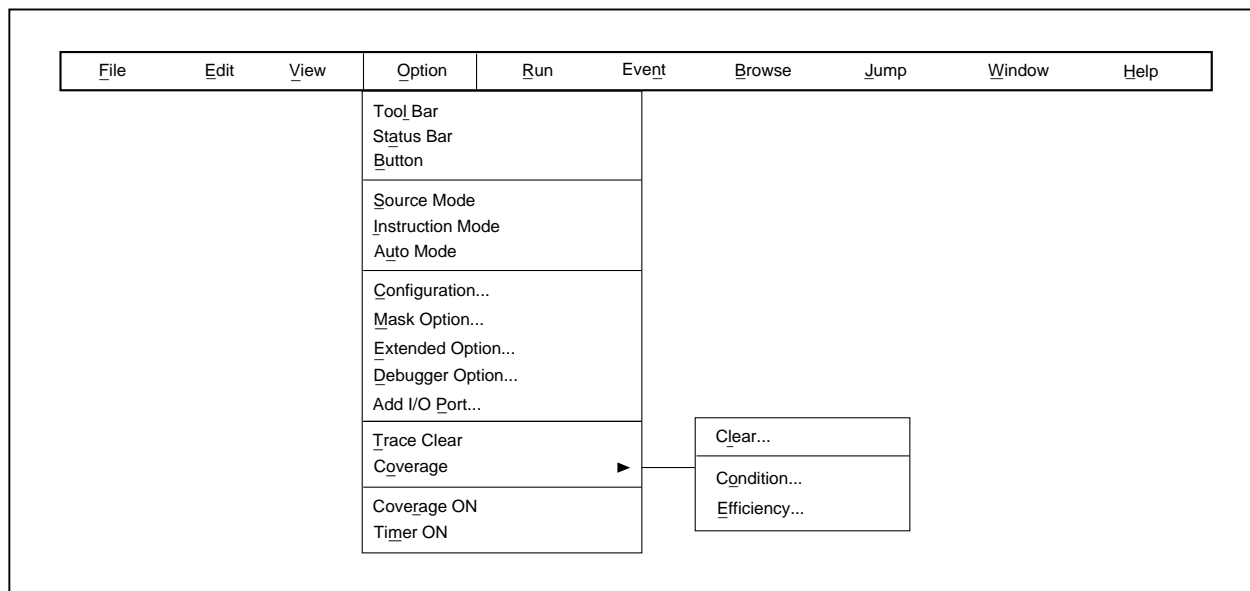 File Edit View Option Run Event Browse Jump Window Help
Tool Bar
Status Bar
Button
Source Mode
Instruction Mode
Auto Mode
Configuration...
Mask Option...
Extended Option...
Debugger Option...
Add I/O Port...
Trace Clear
Coverage
Coverage ON
Timer ON
Clear...
Condition...
Efficiency...